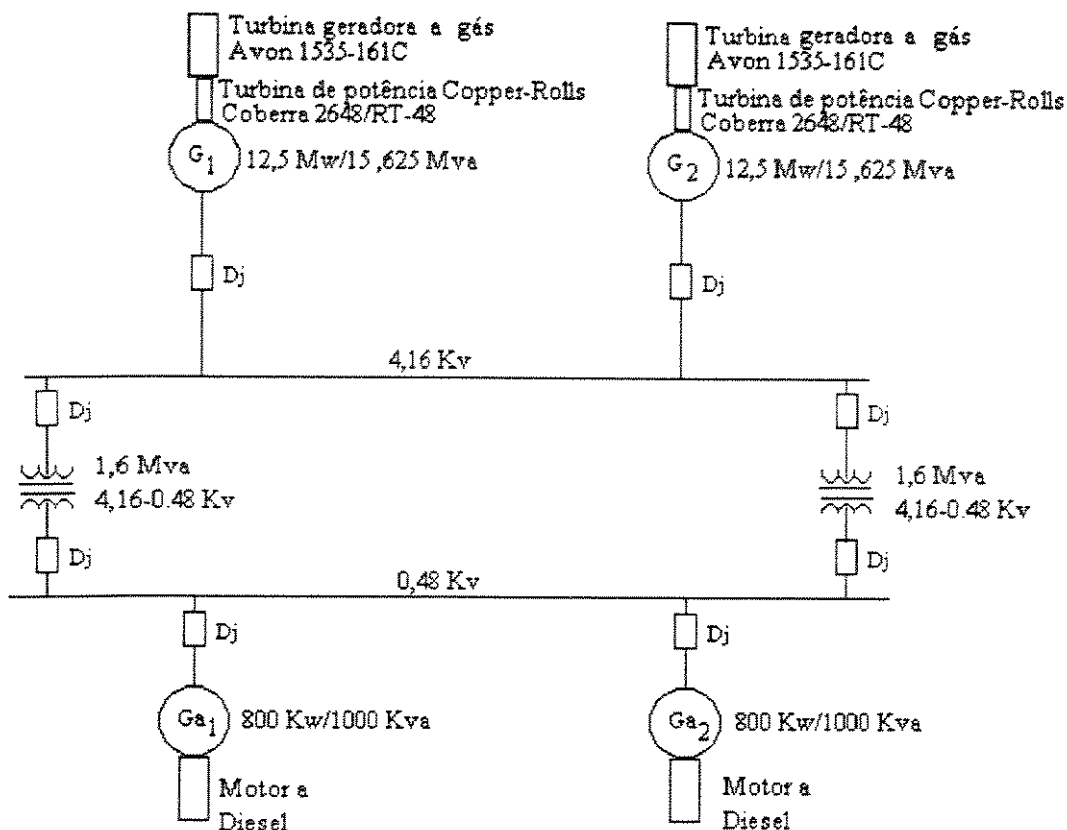 Turbina geradora a gás
Avon 1535-161C
Turbina de potência Copper-Rolls
Coberra 2648/RT-48
G1
12,5 Mw/15 ,625 Mva
Dj
Turbina geradora a gás
Avon 1535-161C
Turbina de potência Copper-Rolls
Coberra 2648/RT-48
G2
12,5 Mw/15 ,625 Mva
Dj
4,16 Kv
Dj
1,6 Mva
4,16-0.48 Kv
Dj
Dj
1,6 Mva
4,16-0.48 Kv
Dj
0,48 Kv
Dj
Ga1
800 Kw/1000 Kva
Motor a
Diesel
Dj
Ga2
800 Kw/1000 Kva
Motor a
Diesel